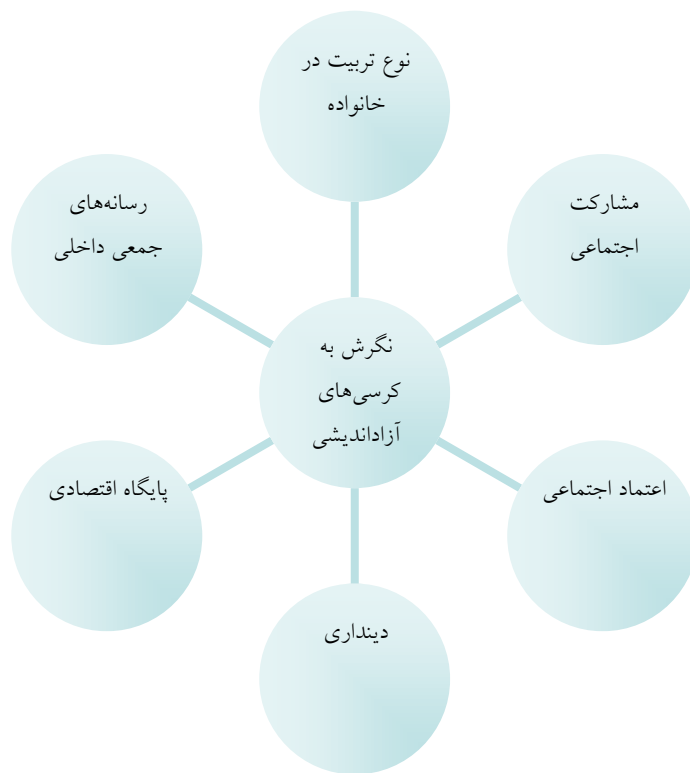 نوع تربیت در
خانواده
مشارکت
اجتماعی
رسانه‌های
جمعی داخلی
نگرش به
کرسی‌های
آزاداندیشی
اعتماد اجتماعی
پایگاه اقتصادی
دینداری